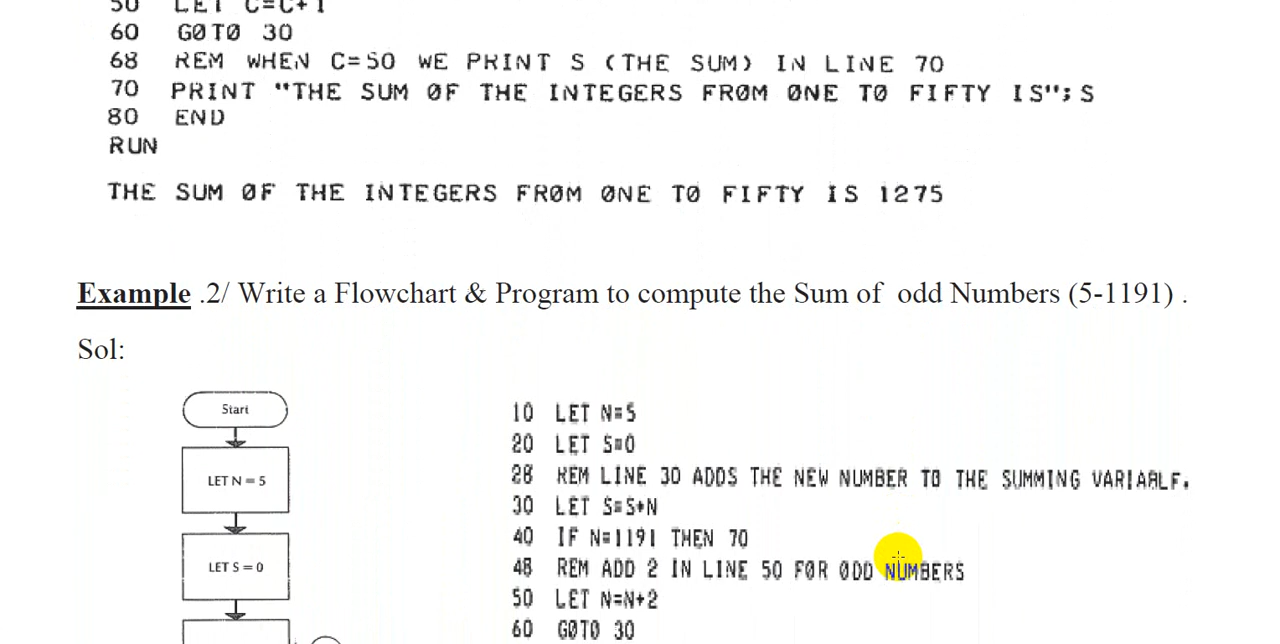 50 LET C=C+1
60 GØTØ 30
68 REM WHEN C=50 WE PRINT S (THE SUM) IN LINE 70
70 PRINT "THE SUM ØF THE INTEGERS FRØM ØNE TØ FIFTY IS"; S
80 END
RUN
THE SUM ØF THE INTEGERS FRØM ØNE TØ FIFTY IS 1275
Example .2/ Write a Flowchart & Program to compute the Sum of odd Numbers (5-1191) .
Sol:
Start
LET N = 5
LET S = 0
10 LET N=5
20 LET S=0
28 REM LINE 30 ADDS THE NEW NUMBER TØ THE SUMMING VARIABLE.
30 LET S=S+N
40 IF N=1191 THEN 70
48 REM ADD 2 IN LINE 50 FØR ØDD NUMBERS
50 LET N=N+2
60 GØTØ 30